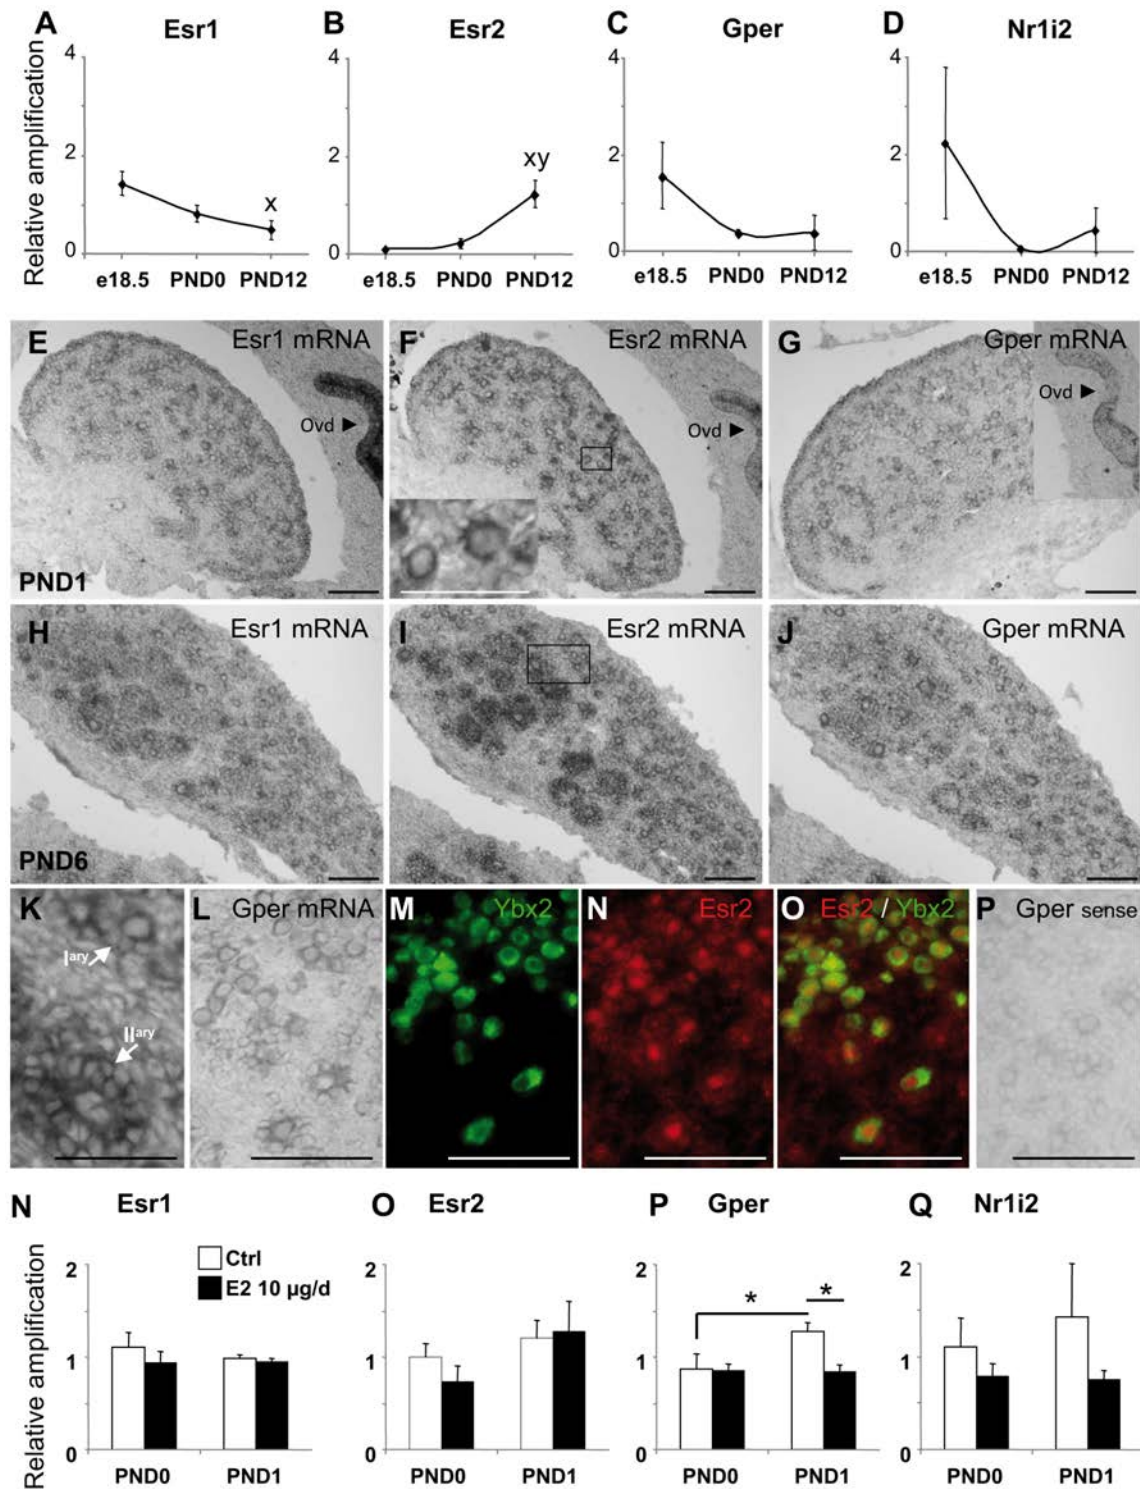 A Esr1
B Esr2
C Gper
D Nr1i2
Relative amplification
4
2
0
x
e18.5 PND0 PND12
4
2
0
xy
e18.5 PND0 PND12
4
2
0
e18.5 PND0 PND12
4
2
0
e18.5 PND0 PND12
E Esr1 mRNA
Ovd
PND1
F Esr2 mRNA
Ovd
G Gper mRNA
Ovd
H Esr1 mRNA
PND6
I Esr2 mRNA
J Gper mRNA
K
Iary
IIary
L Gper mRNA
M Ybx2
N Esr2
O Esr2 / Ybx2
P Gper sense
N Esr1
O Esr2
P Gper
Q Nr1i2
Relative amplification
2
1
0
Ctrl
E2 10 µg/d
PND0 PND1
2
1
0
PND0 PND1
2
1
0
* *
PND0 PND1
2
1
0
PND0 PND1